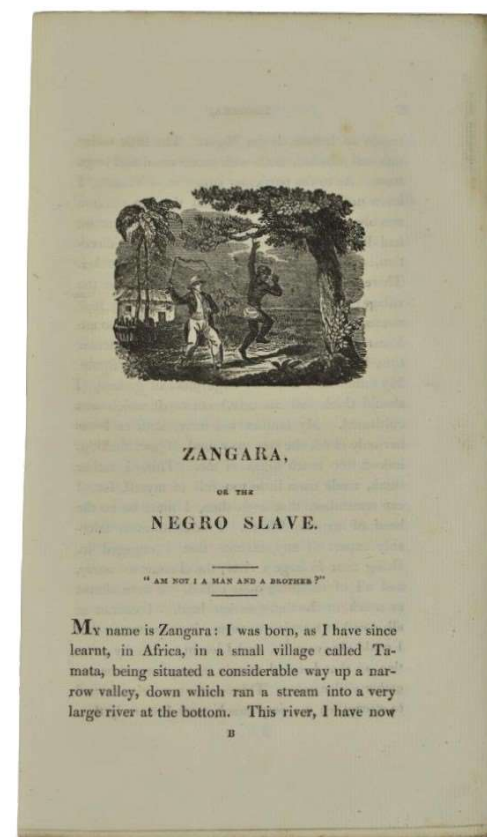 ZANGARA,
OR THE
NEGRO SLAVE.
"AM NOT I A MAN AND A BROTHER?"
MY name is Zangara: I was born, as I have since
learnt, in Africa, in a small village called Ta-
mata, being situated a considerable way up a nar-
row valley, down which ran a stream into a very
large river at the bottom. This river, I have now
B